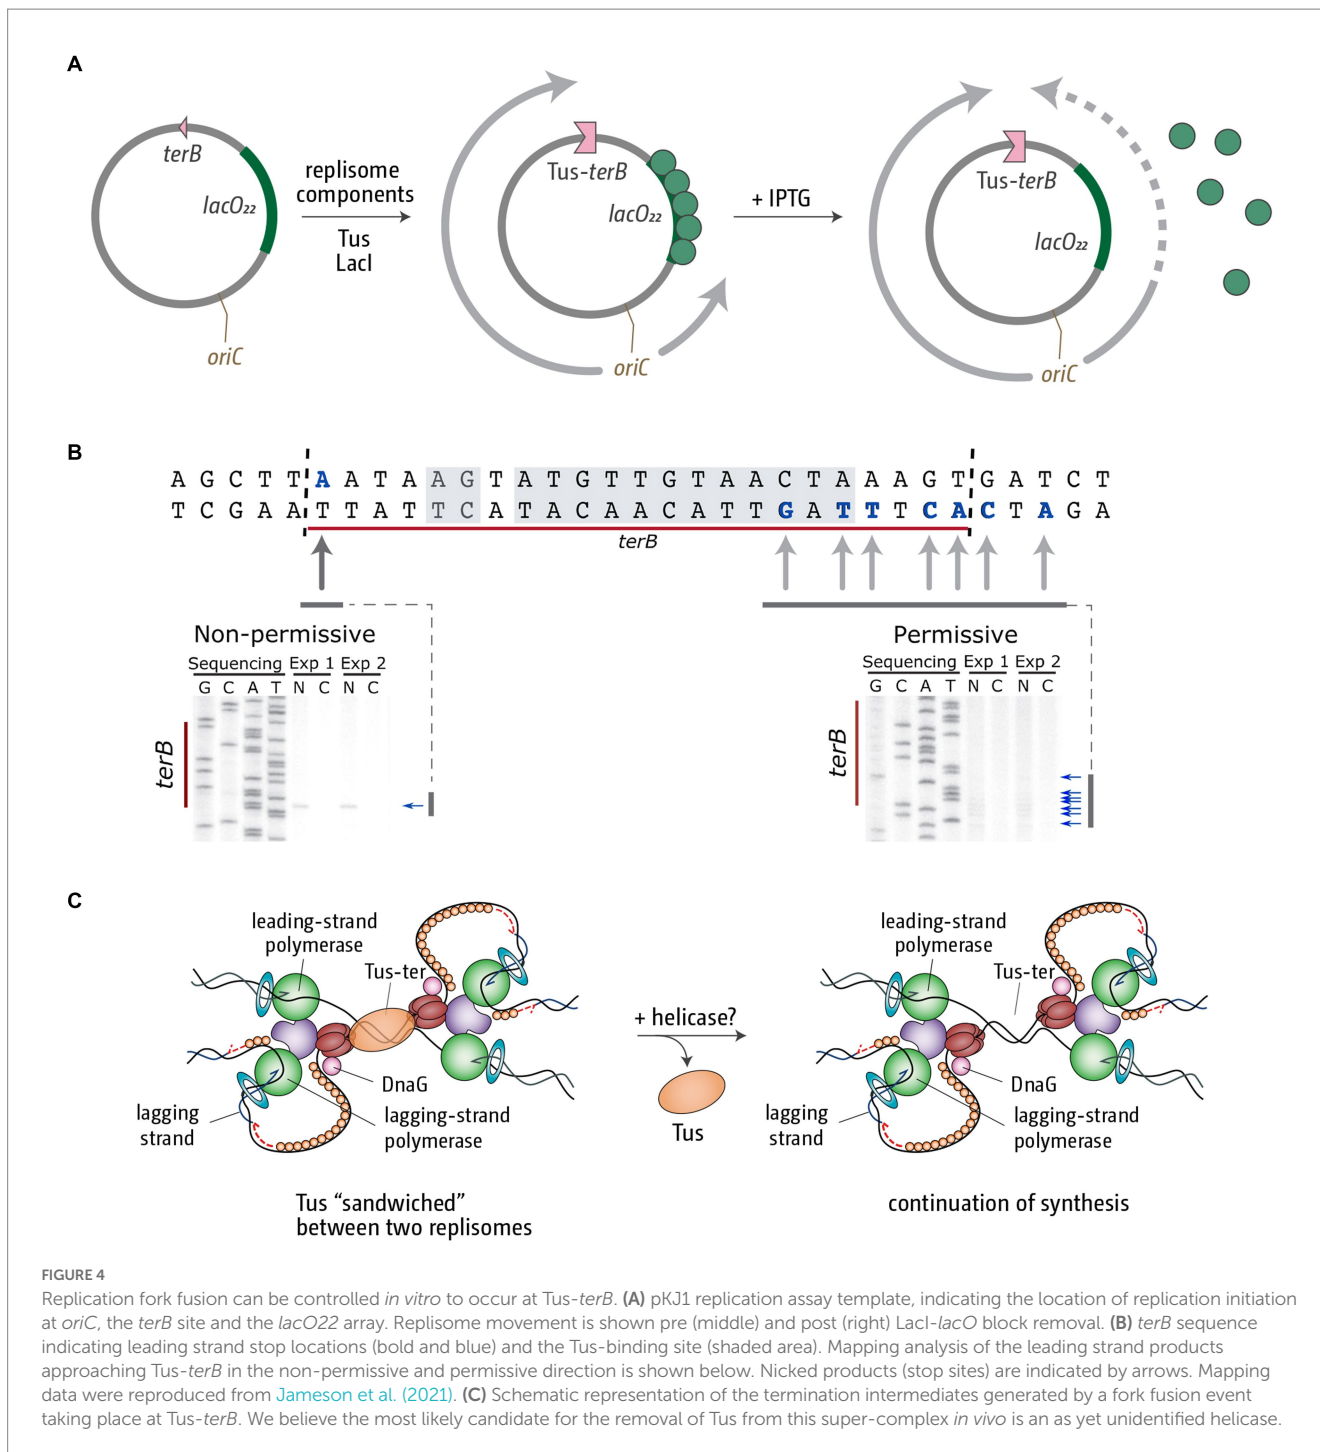 A
terB
lacO22
oriC
replisome
components
Tus
LacI
Tus-terB
lacO22
oriC
+ IPTG
Tus-terB
lacO22
oriC
B
A G C T T A A T A A G T A T G T T G T A A C T A A A G T G A T C T
T C G A A T T A T T C A T A C A A C A T T G A T T T C A C T A G A
terB
Non-permissive
Sequencing Exp 1 Exp 2
G C A T N C N C
terB
Permissive
Sequencing Exp 1 Exp 2
G C A T N C N C
terB
C
leading-strand
polymerase
Tus-ter
DnaG
lagging
strand
lagging-strand
polymerase
Tus “sandwiched”
between two replisomes
+ helicase?
Tus
leading-strand
polymerase
Tus-ter
DnaG
lagging
strand
lagging-strand
polymerase
continuation of synthesis
FIGURE 4
Replication fork fusion can be controlled in vitro to occur at Tus-terB. (A) pKJ1 replication assay template, indicating the location of replication initiation
at oriC, the terB site and the lacO22 array. Replisome movement is shown pre (middle) and post (right) LacI-lacO block removal. (B) terB sequence
indicating leading strand stop locations (bold and blue) and the Tus-binding site (shaded area). Mapping analysis of the leading strand products
approaching Tus-terB in the non-permissive and permissive direction is shown below. Nicked products (stop sites) are indicated by arrows. Mapping
data were reproduced from Jameson et al. (2021). (C) Schematic representation of the termination intermediates generated by a fork fusion event
taking place at Tus-terB. We believe the most likely candidate for the removal of Tus from this super-complex in vivo is an as yet unidentified helicase.